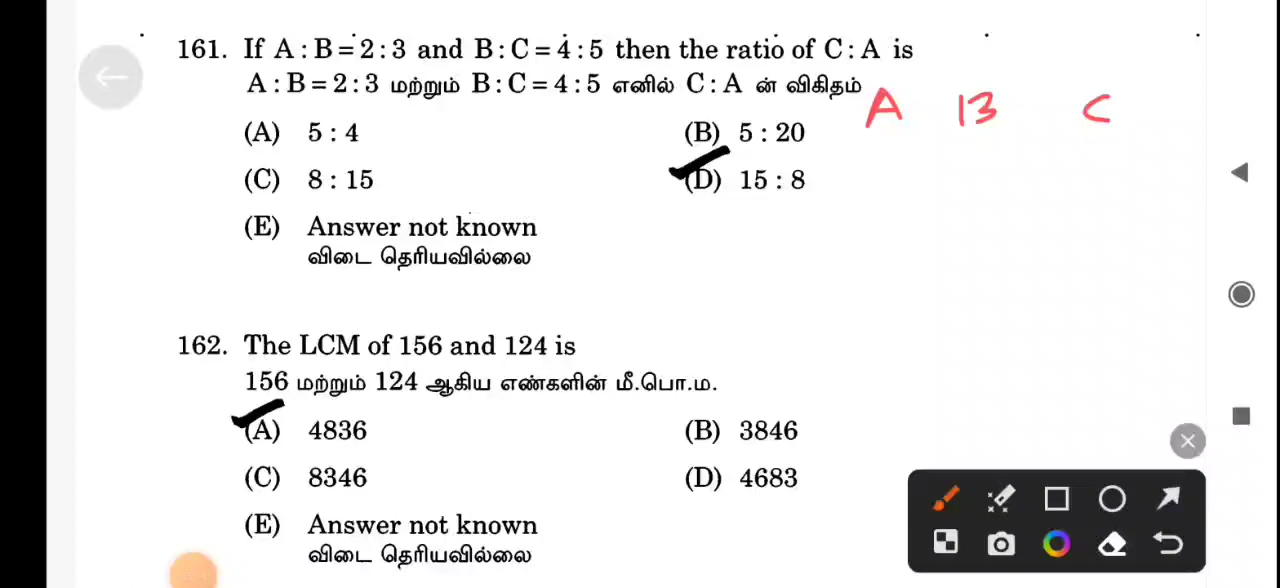 161. If A : B = 2 : 3 and B : C = 4 : 5 then the ratio of C : A is
A : B = 2 : 3 மற்றும் B : C = 4 : 5 எனில் C : A ன் விகிதம்
A B C
(A) 5 : 4 (B) 5 : 20
(C) 8 : 15 (D) 15 : 8
(E) Answer not known
விடை தெரியவில்லை
162. The LCM of 156 and 124 is
156 மற்றும் 124 ஆகிய எண்களின் மீ.பொ.ம.
(A) 4836 (B) 3846
(C) 8346 (D) 4683
(E) Answer not known
விடை தெரியவில்லை